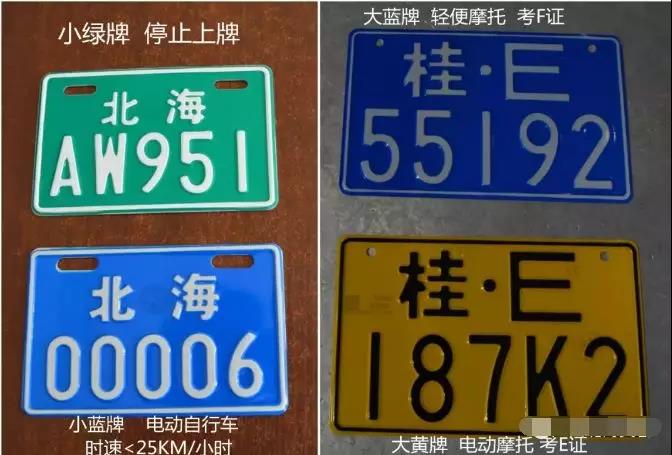 小绿牌 停止上牌
北 海
AW951
北 海
00006
小蓝牌 电动自行车
时速<25KM/小时
大蓝牌 轻便摩托 考F证
桂·E
55192
桂·E
187K2
大黄牌 电动摩托 考E证